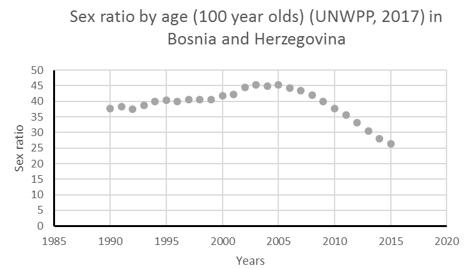 Sex ratio by age (100 year olds) (UNWPP, 2017) in
Bosnia and Herzegovina
50
45
40
35
30
25
20
15
10
5
0
Sex ratio
1985 1990 1995 2000 2005 2010 2015 2020
Years